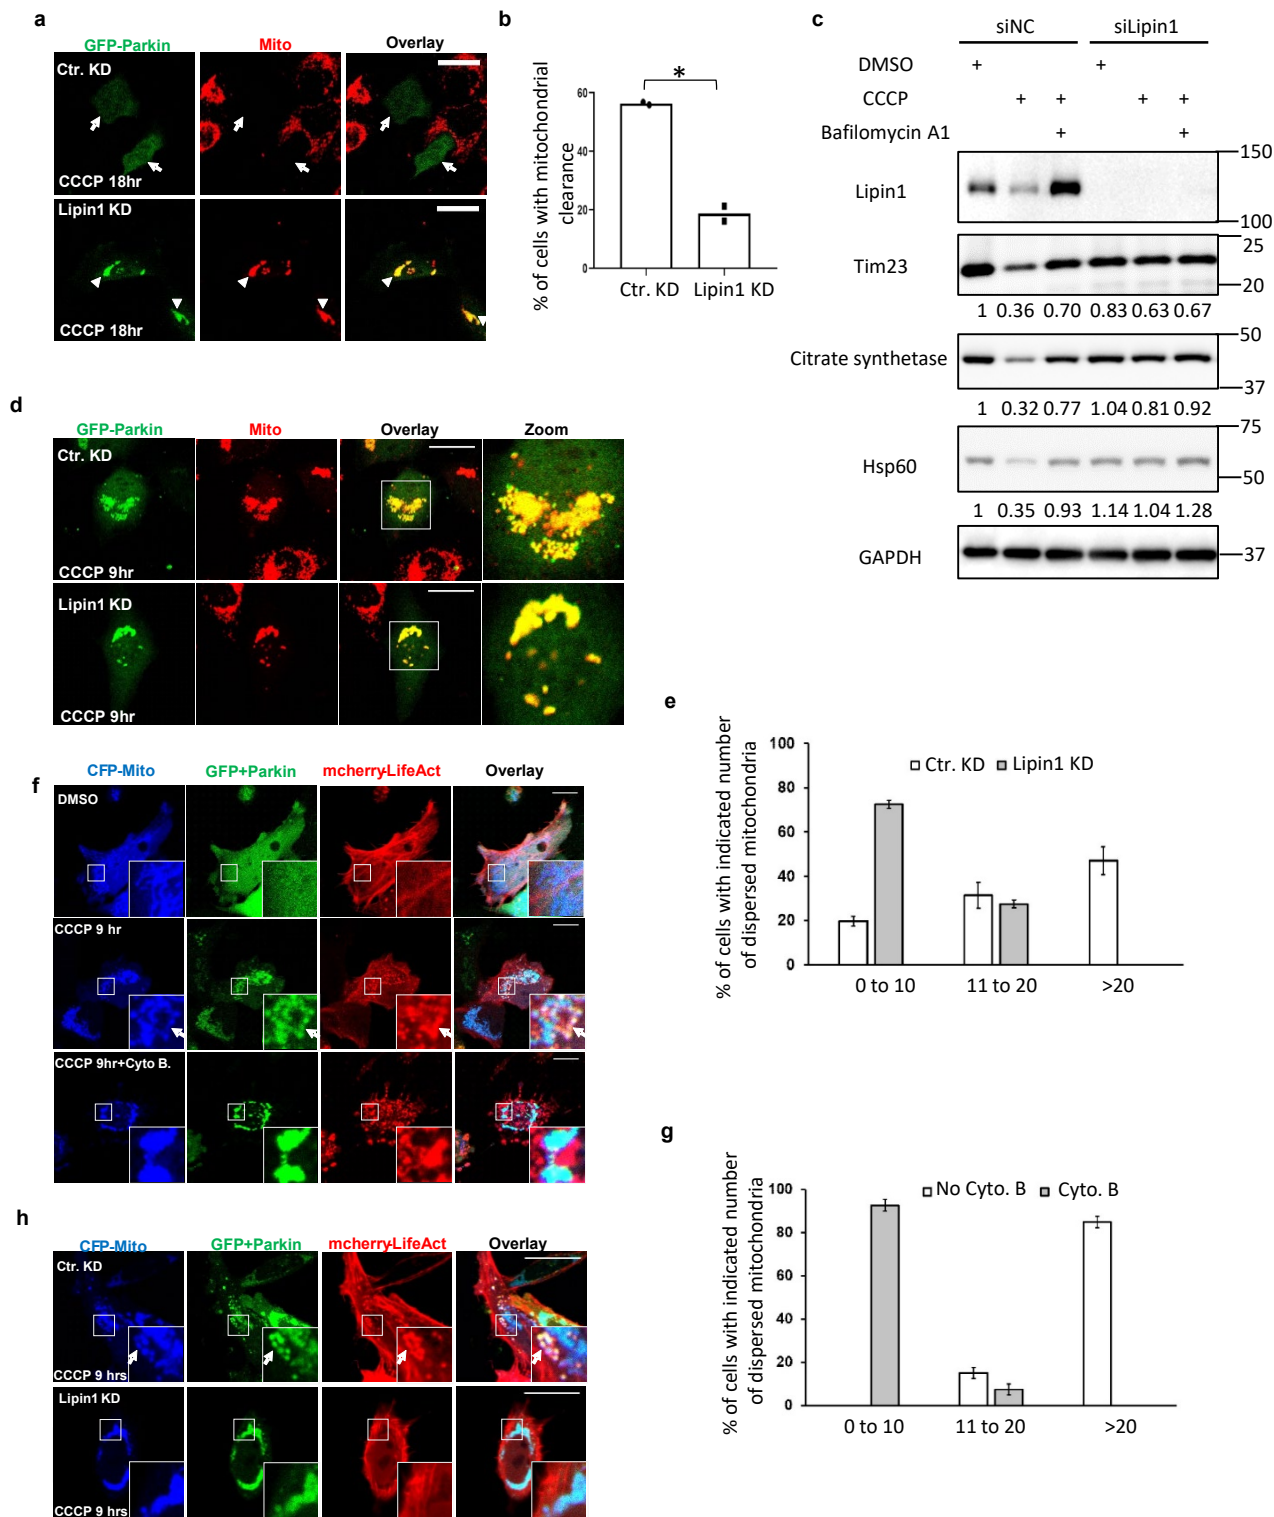 a
GFP-Parkin Mito Overlay
Ctr. KD
CCCP 18hr
Lipin1 KD
CCCP 18hr
b
*
% of cells with mitochondrial
clearance
60
40
20
0
Ctr. KD Lipin1 KD
c
siNC siLipin1
DMSO + +
CCCP + + + +
Bafilomycin A1 + +
Lipin1
150
100
Tim23
25
20
1 0.36 0.70 0.83 0.63 0.67
Citrate synthetase
50
37
1 0.32 0.77 1.04 0.81 0.92
Hsp60
75
50
1 0.35 0.93 1.14 1.04 1.28
GAPDH
37
d
GFP-Parkin Mito Overlay Zoom
Ctr. KD
CCCP 9hr
Lipin1 KD
CCCP 9hr
e
% of cells with indicated number
of dispersed mitochondria
100
80
60
40
20
0
Ctr. KD Lipin1 KD
0 to 10 11 to 20 >20
f
CFP-Mito GFP+Parkin mcherry-LifeAct Overlay
DMSO
CCCP 9 hr
CCCP 9hr+Cyto B.
g
% of cells with indicated number
of dispersed mitochondria
100
80
60
40
20
0
No Cyto. B Cyto. B
0 to 10 11 to 20 >20
h
CFP-Mito GFP+Parkin mcherry-LifeAct Overlay
Ctr. KD
CCCP 9 hrs
Lipin1 KD
CCCP 9 hrs